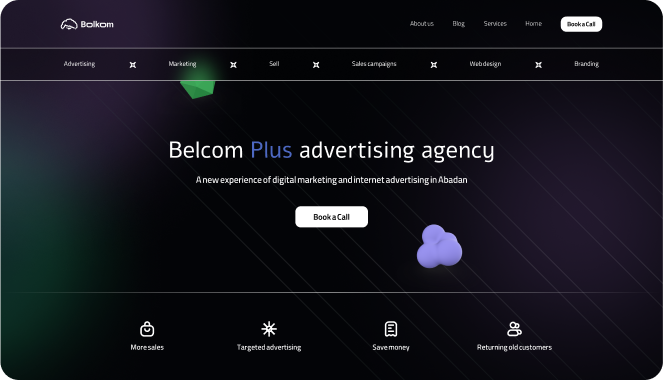 Bolkom
About us Blog Services Home Book a Call
Advertising Marketing Sell Sales campaigns Web design Branding
Belcom Plus advertising agency
A new experience of digital marketing and internet advertising in Abadan
Book a Call
More sales Targeted advertising Save money Returning old customers